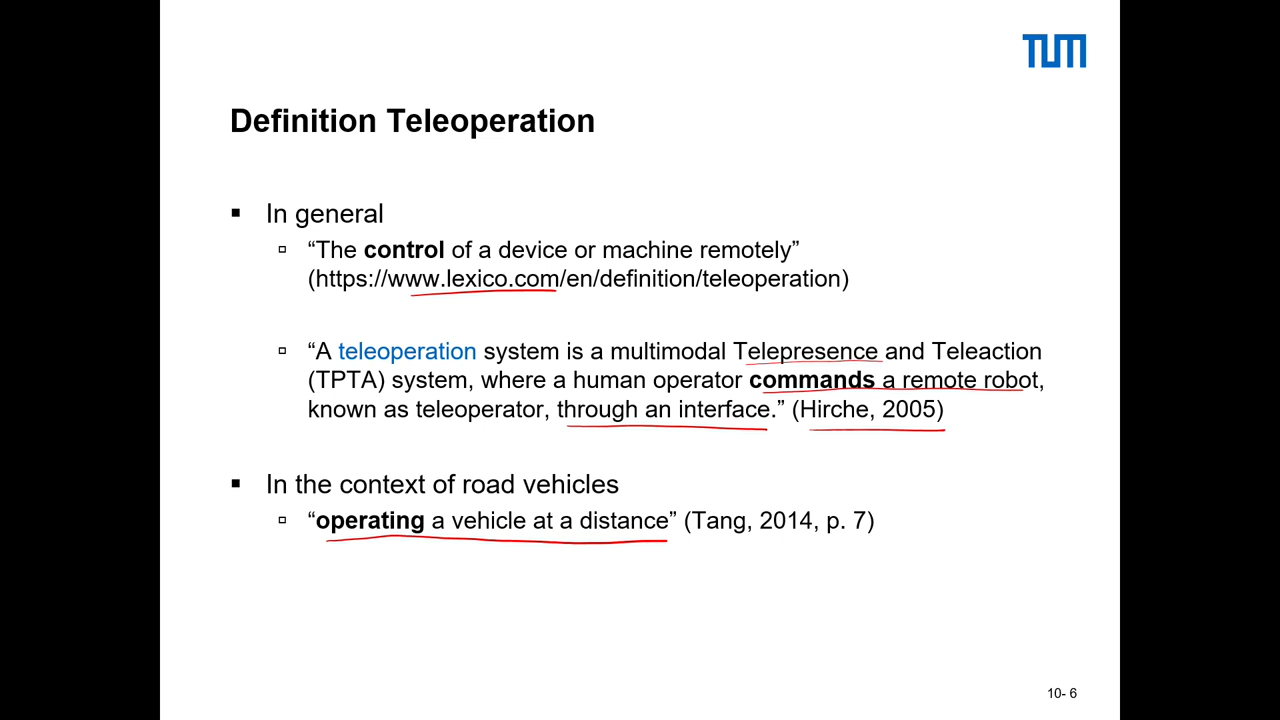 TUM
Definition Teleoperation
▪ In general
▫ “The control of a device or machine remotely”
(https://www.lexico.com/en/definition/teleoperation)
▫ “A teleoperation system is a multimodal Telepresence and Teleaction
(TPTA) system, where a human operator commands a remote robot,
known as teleoperator, through an interface.” (Hirche, 2005)
▪ In the context of road vehicles
▫ “operating a vehicle at a distance” (Tang, 2014, p. 7)
10- 6